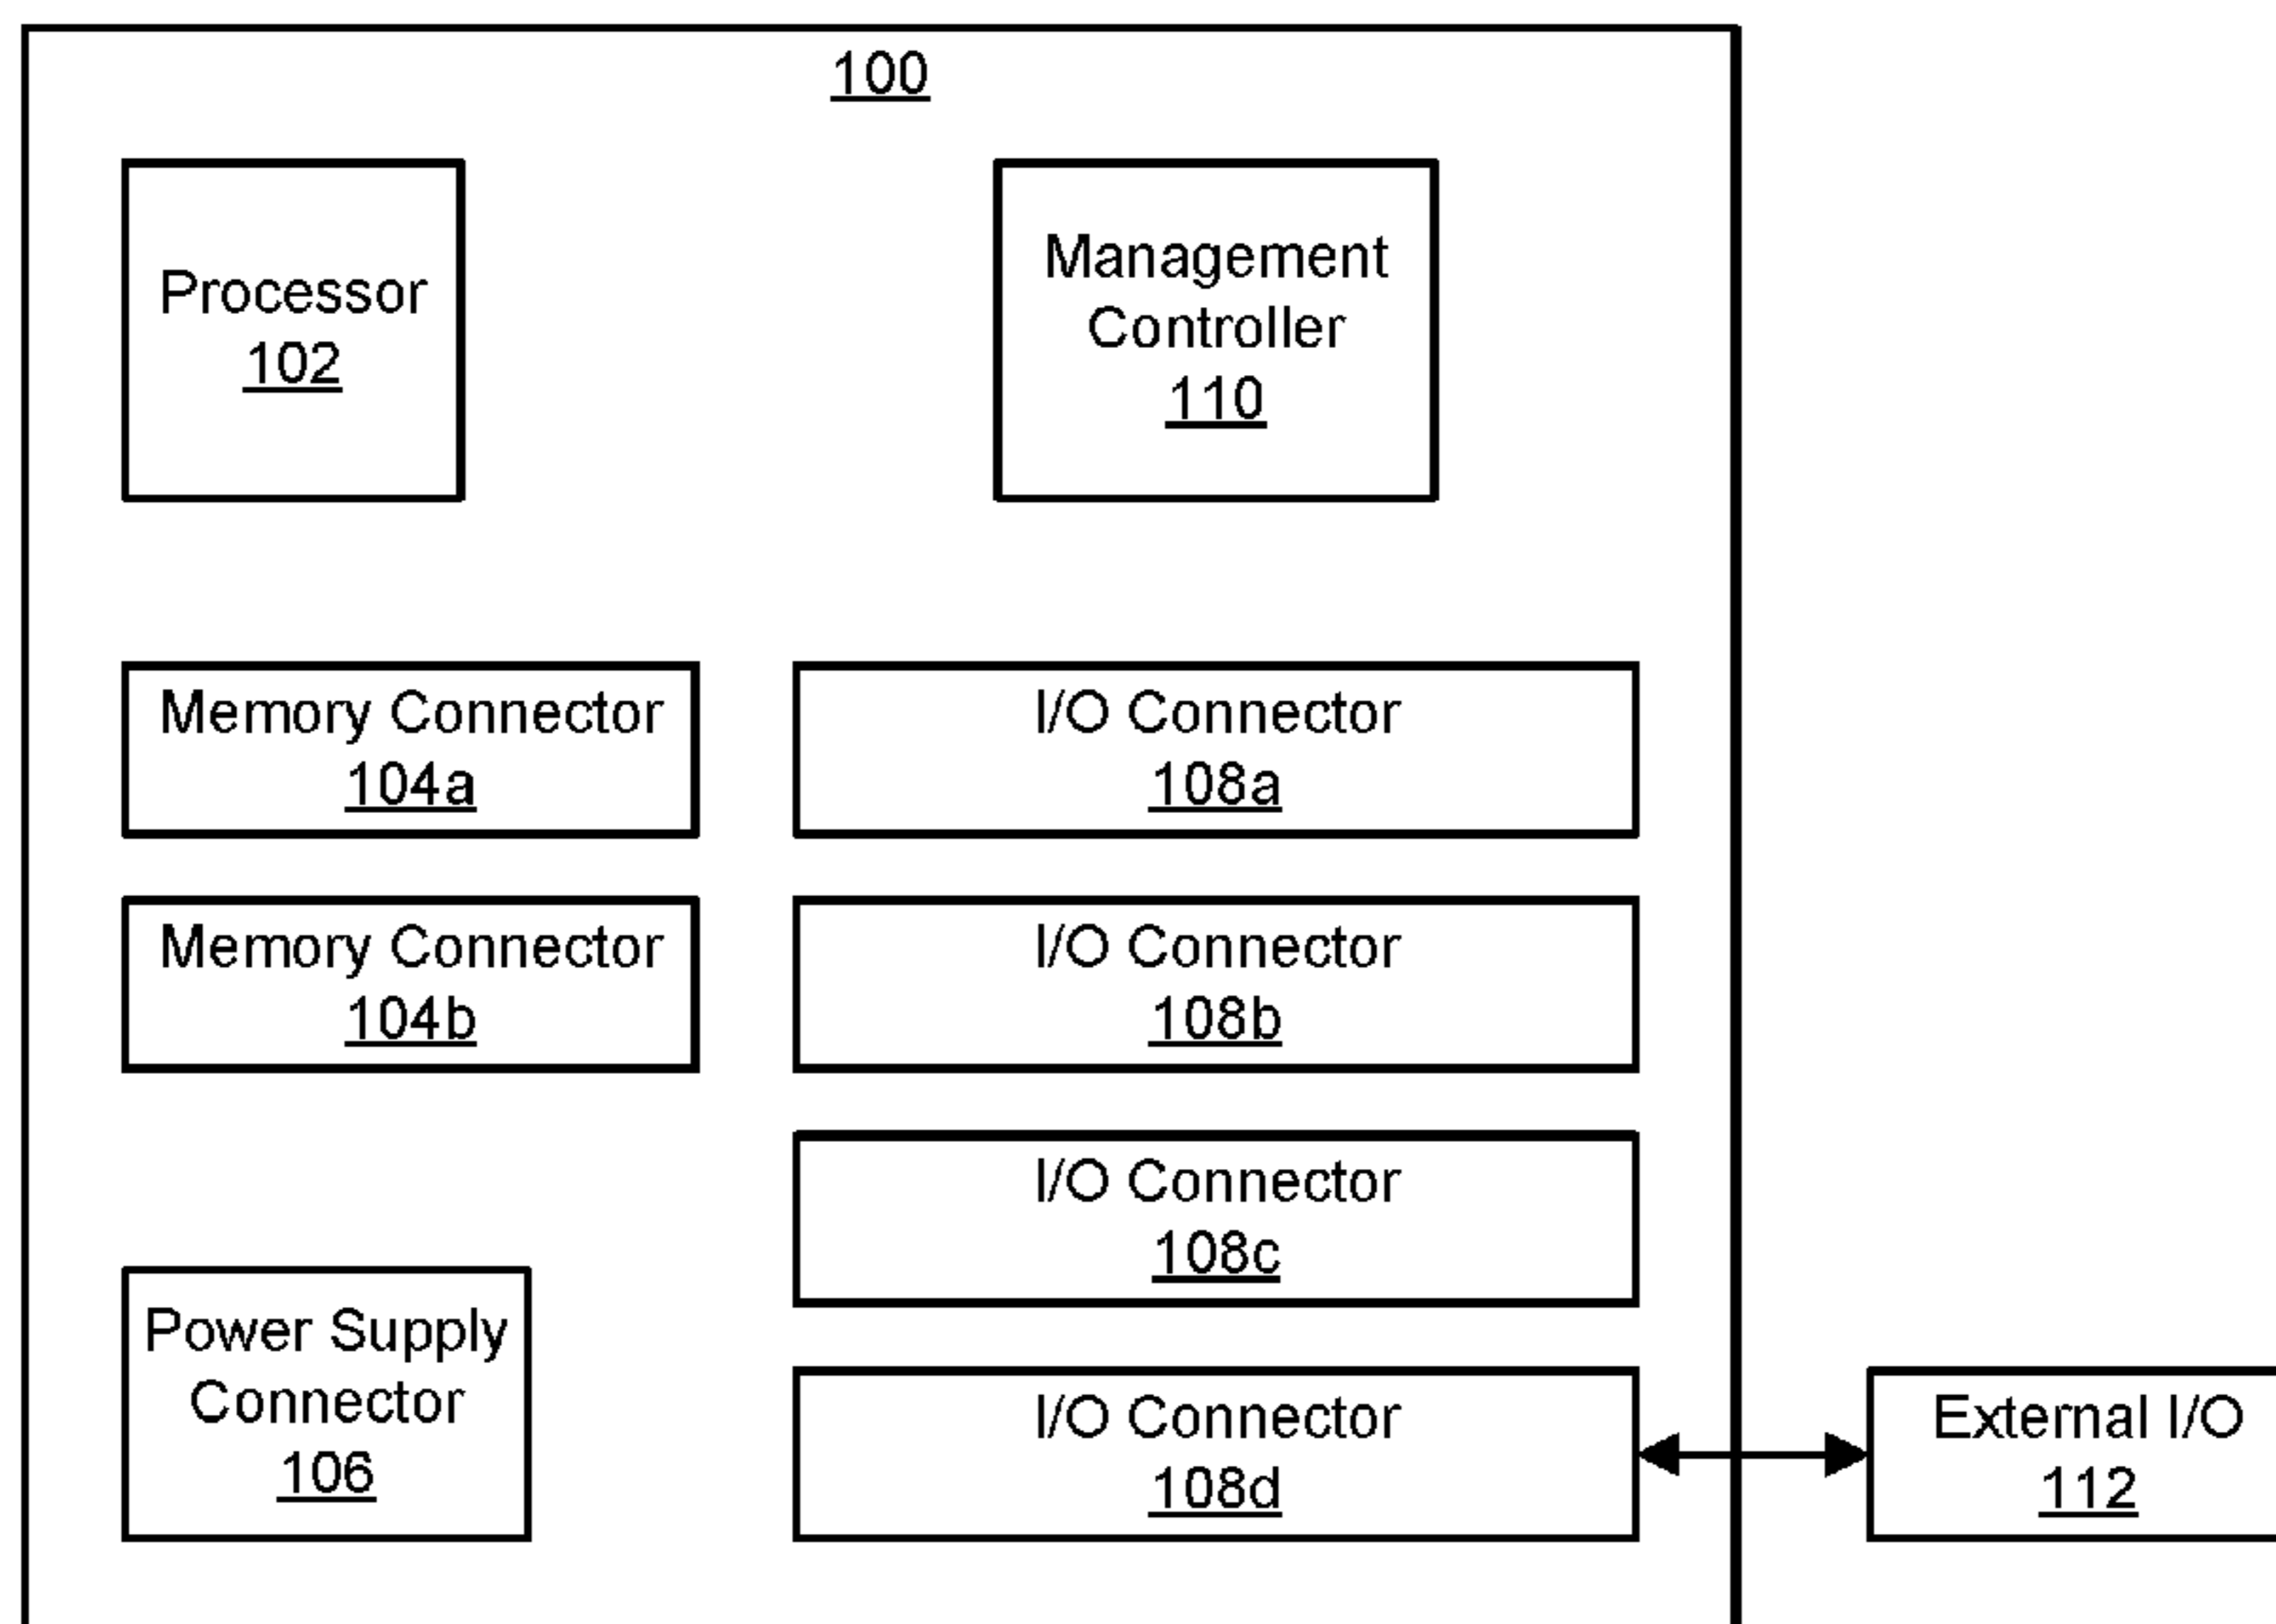 100
Processor
102
Management
Controller
110
Memory Connector
104a
I/O Connector
108a
Memory Connector
104b
I/O Connector
108b
I/O Connector
108c
Power Supply
Connector
106
I/O Connector
108d
External I/O
112